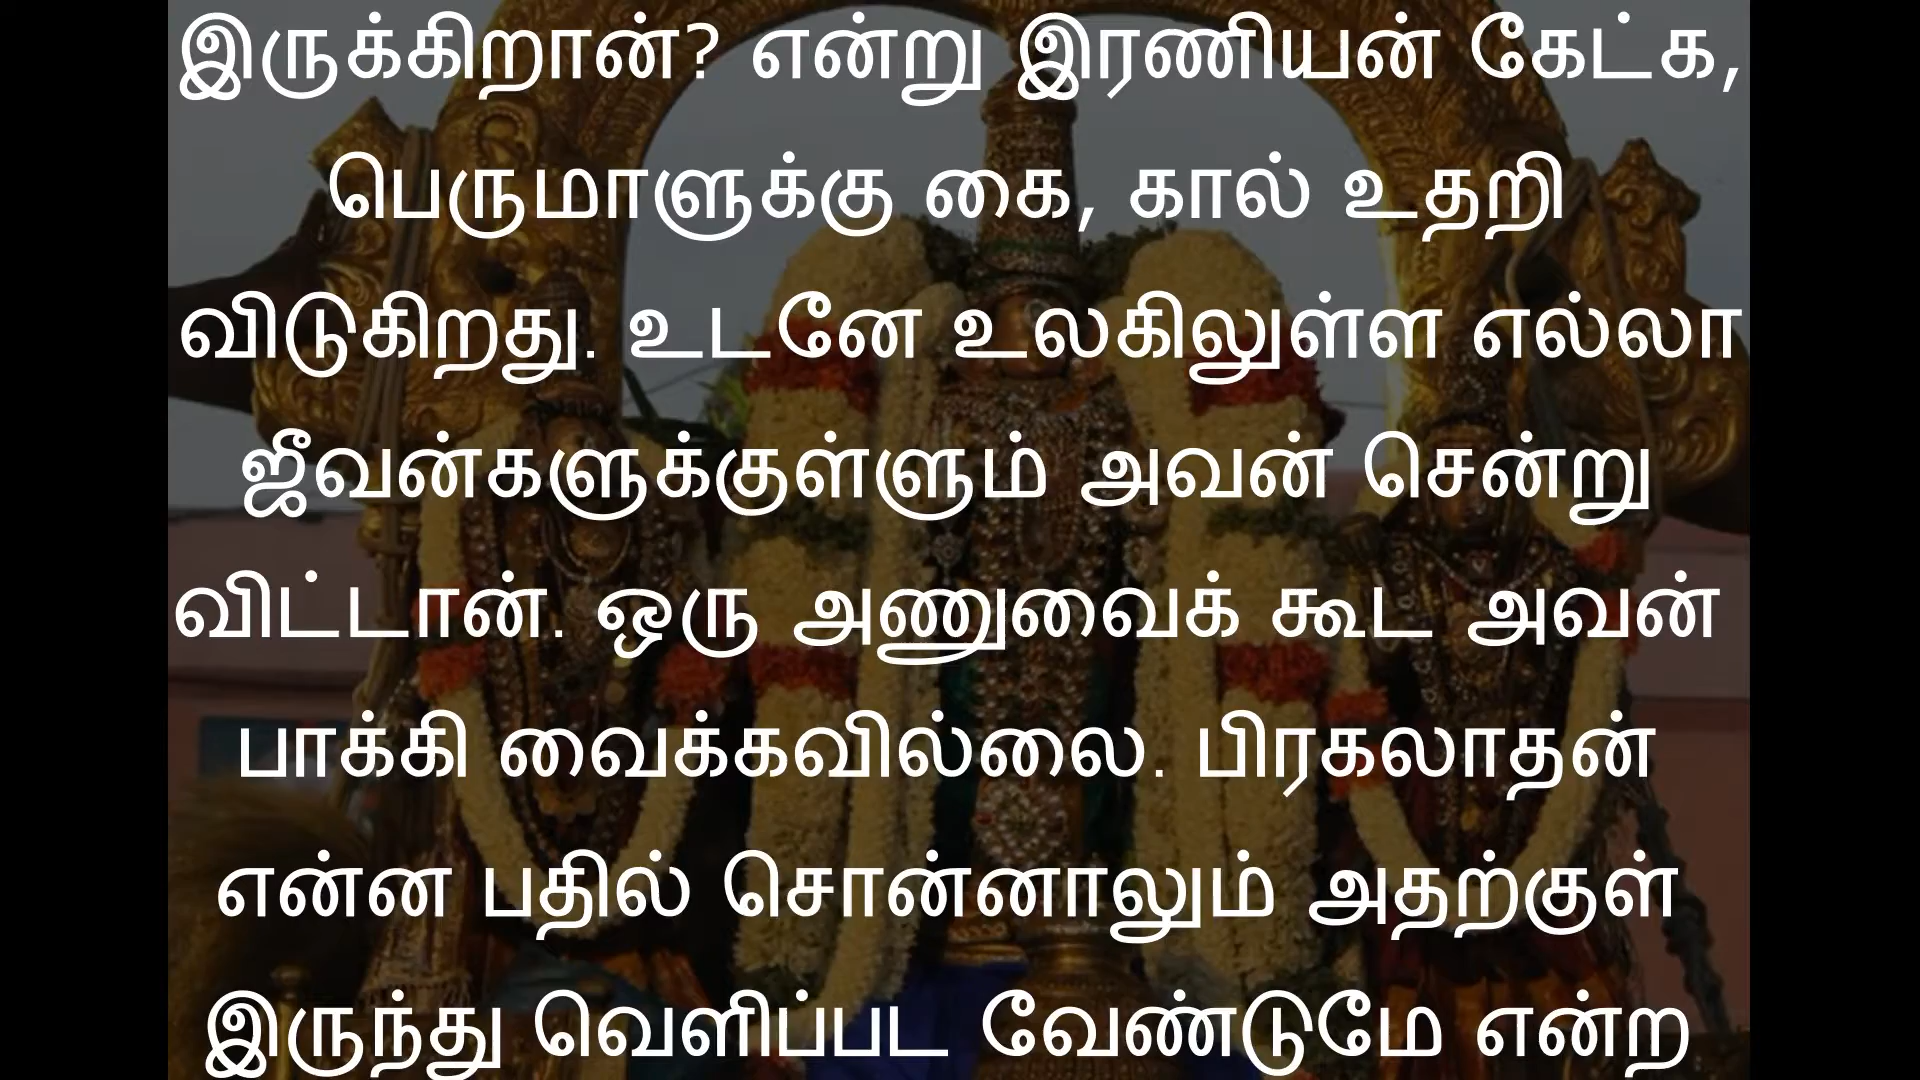 இருக்கிறான்? என்று இரணியன் கேட்க,
பெருமாளுக்கு கை, கால் உதறி
விடுகிறது. உடனே உலகிலுள்ள எல்லா
ஜீவன்களுக்குள்ளும் அவன் சென்று
விட்டான். ஒரு அணுவைக் கூட அவன்
பாக்கி வைக்கவில்லை. பிரகலாதன்
என்ன பதில் சொன்னாலும் அதற்குள்
இருந்து வெளிப்பட வேண்டுமே என்ற